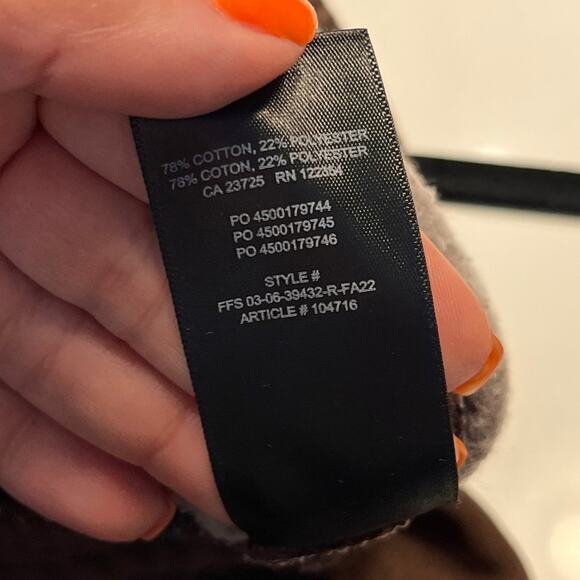 78% COTTON, 22% POLYESTER
78% COTON, 22% POLYESTER
CA 23725 RN 122354
PO 4500179744
PO 4500179745
PO 4500179746
STYLE #
FFS 03-06-39432-R-FA22
ARTICLE # 104716